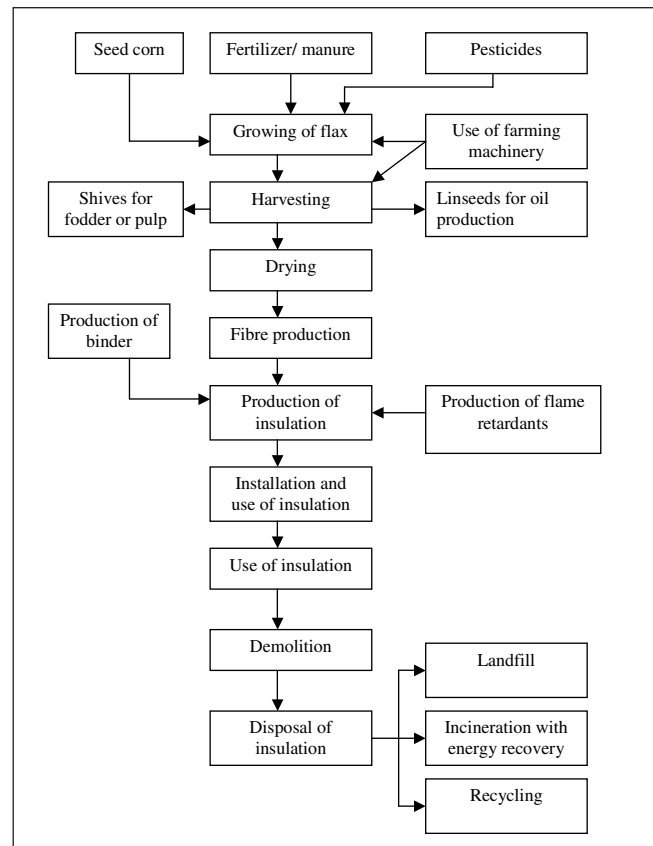 Seed corn
Fertilizer/ manure
Pesticides
Growing of flax
Use of farming
machinery
Shives for
fodder or pulp
Harvesting
Linseeds for oil
production
Drying
Production of
binder
Fibre production
Production of
insulation
Production of flame
retardants
Installation and
use of insulation
Use of insulation
Demolition
Landfill
Disposal of
insulation
Incineration with
energy recovery
Recycling